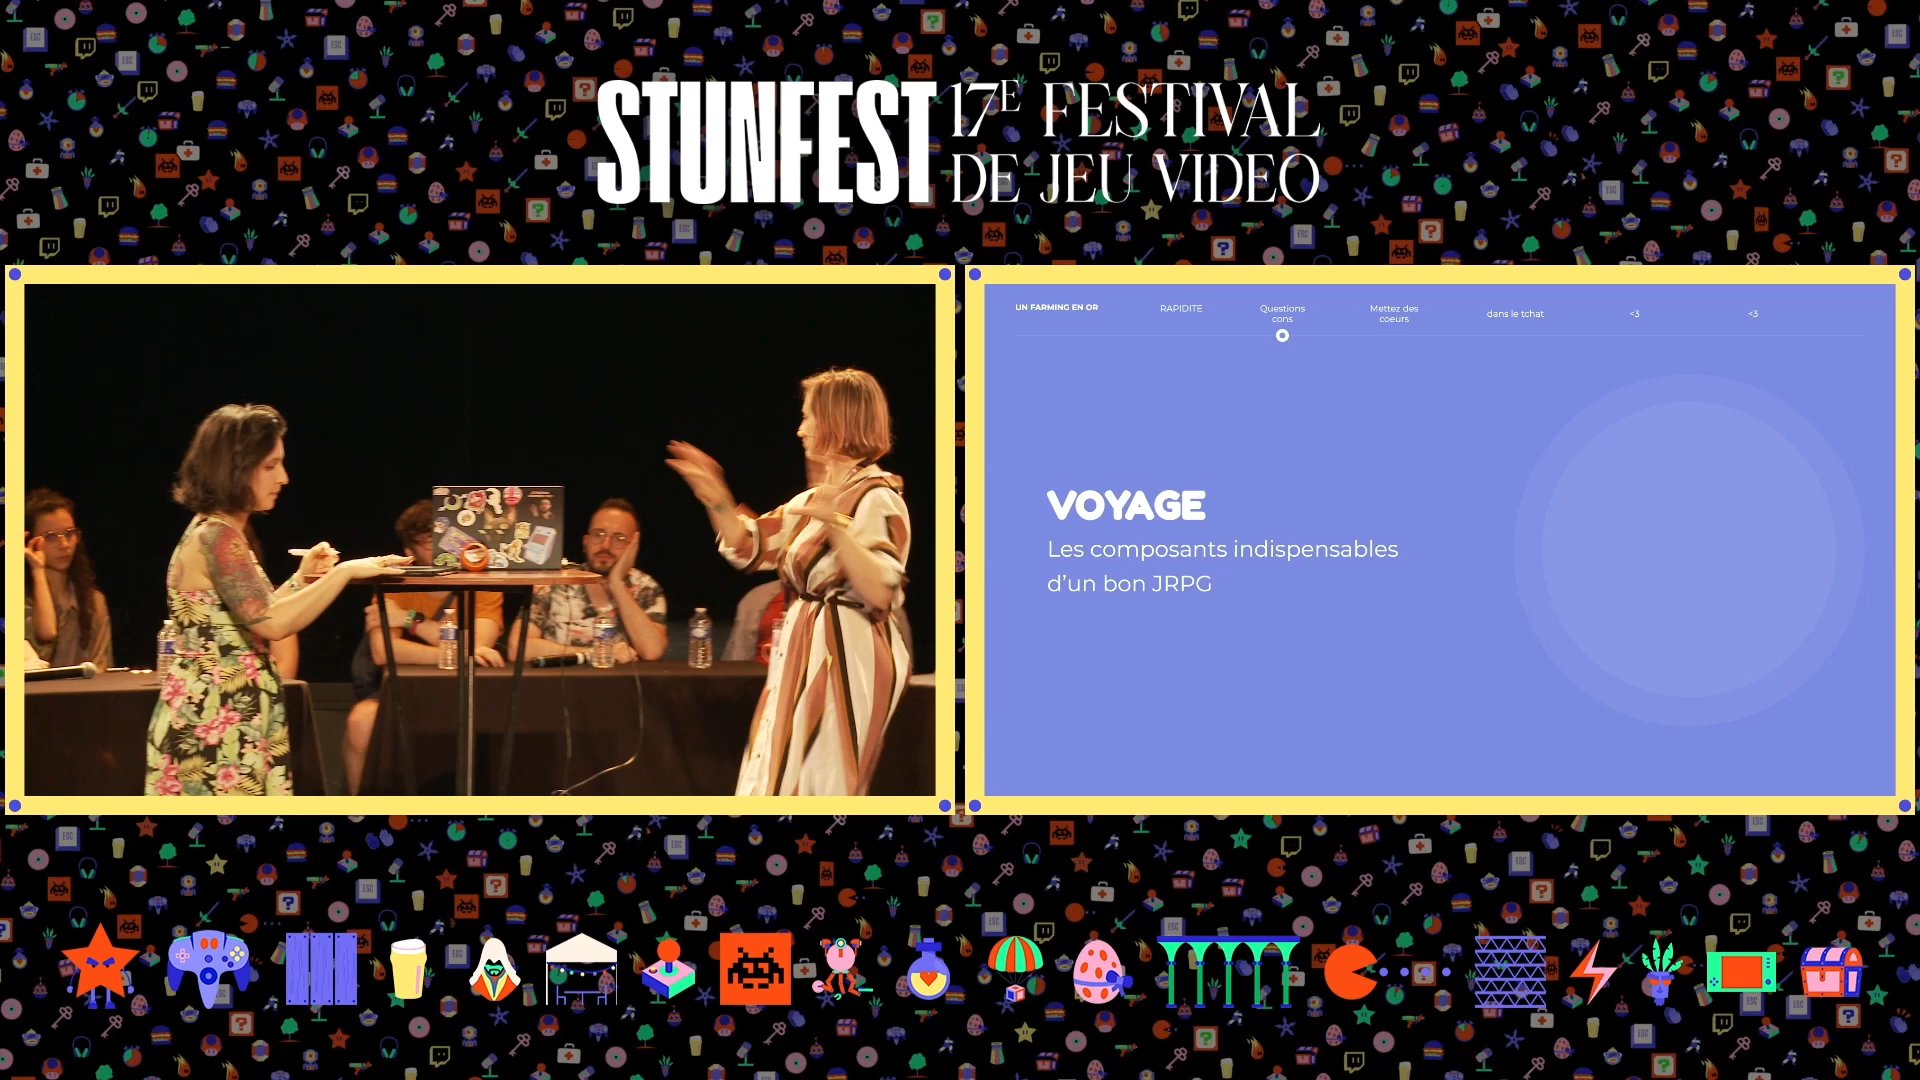 STUNFEST
17E FESTIVAL
DE JEU VIDEO
UN FARMING EN OR
RAPIDITE
Questions
cons
Mettez des
coeurs
dans le tchat
<3
<3
VOYAGE
Les composants indispensables
d'un bon JRPG